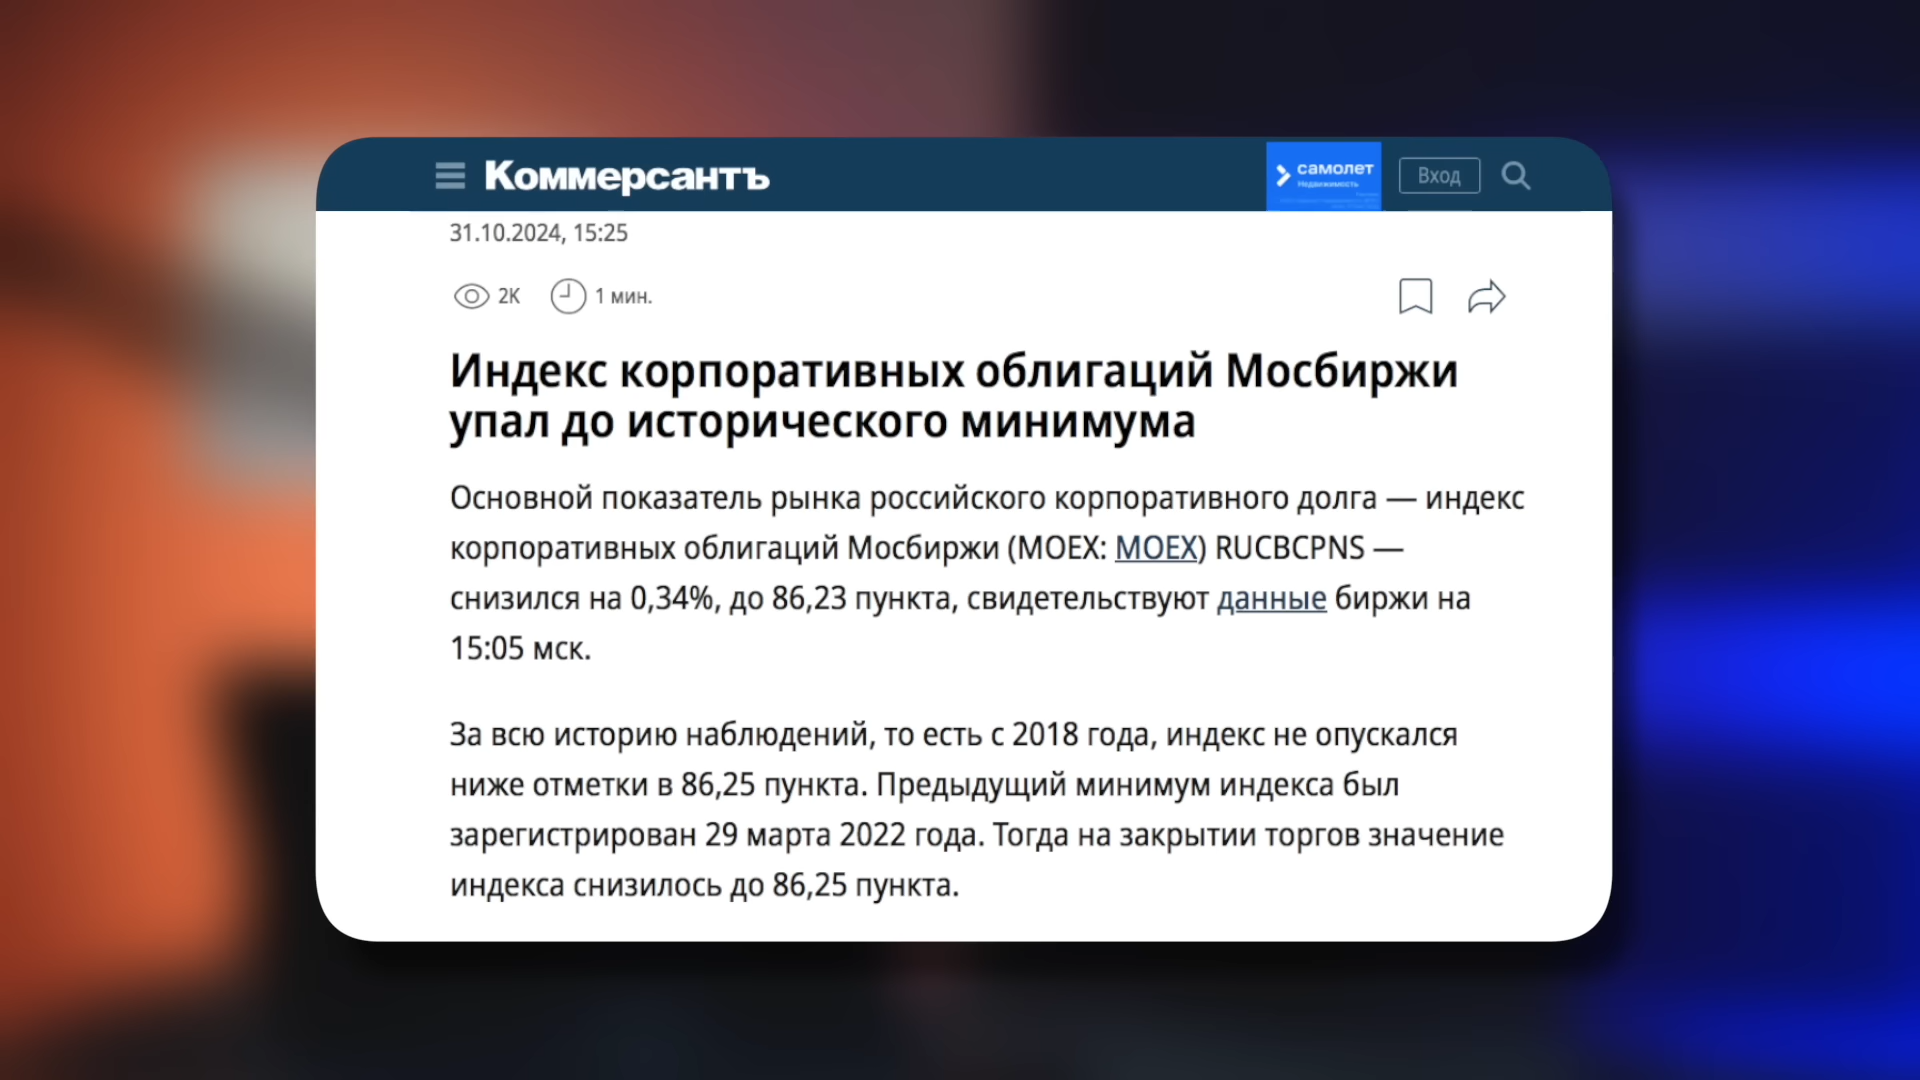 Коммерсантъ
самолет
Недвижимость
Вход
31.10.2024, 15:25
2K
1 мин.
Индекс корпоративных облигаций Мосбиржи
упал до исторического минимума
Основной показатель рынка российского корпоративного долга — индекс
корпоративных облигаций Мосбиржи (MOEX: MOEX) RUCBCPNS —
снизился на 0,34%, до 86,23 пункта, свидетельствуют данные биржи на
15:05 мск.
За всю историю наблюдений, то есть с 2018 года, индекс не опускался
ниже отметки в 86,25 пункта. Предыдущий минимум индекса был
зарегистрирован 29 марта 2022 года. Тогда на закрытии торгов значение
индекса снизилось до 86,25 пункта.